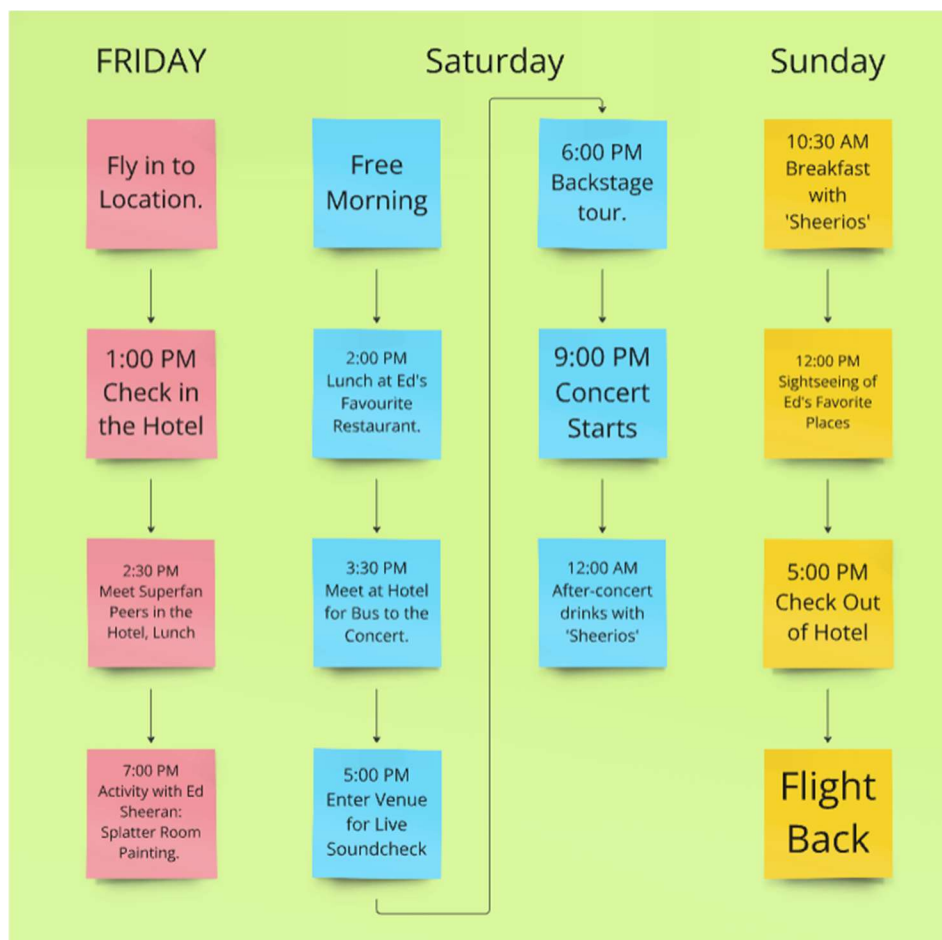 FRIDAY
Fly in to
Location.
1:00 PM
Check in
the Hotel
2:30 PM
Meet Superfan
Peers in the
Hotel, Lunch
7:00 PM
Activity with Ed
Sheeran:
Splatter Room
Painting.
Saturday
Free
Morning
2:00 PM
Lunch at Ed's
Favourite
Restaurant.
3:30 PM
Meet at Hotel
for Bus to the
Concert.
5:00 PM
Enter Venue
for Live
Soundcheck
6:00 PM
Backstage
tour.
9:00 PM
Concert
Starts
12:00 AM
After-concert
drinks with
'Sheerios'
Sunday
10:30 AM
Breakfast
with
'Sheerios'
12:00 PM
Sightseeing of
Ed's Favorite
Places
5:00 PM
Check Out
of Hotel
Flight
Back